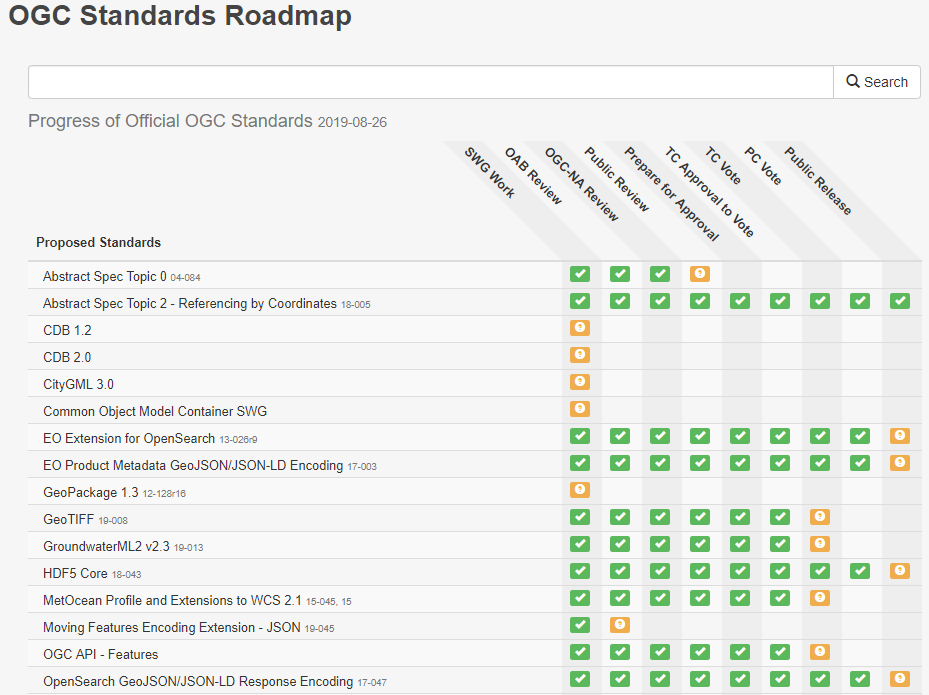 OGC Standards Roadmap
Search
Progress of Official OGC Standards 2019-08-26
SWG Work
OAB Review
OGC-NA Review
Public Review
Prepare for Approval
TC Approval to Vote
TC Vote
PC Vote
Public Release
Proposed Standards
Abstract Spec Topic 0 04-084
Abstract Spec Topic 2 - Referencing by Coordinates 18-005
CDB 1.2
CDB 2.0
CityGML 3.0
Common Object Model Container SWG
EO Extension for OpenSearch 13-026r9
EO Product Metadata GeoJSON/JSON-LD Encoding 17-003
GeoPackage 1.3 12-128r16
GeoTIFF 19-008
GroundwaterML2 v2.3 19-013
HDF5 Core 18-043
MetOcean Profile and Extensions to WCS 2.1 15-045, 15
Moving Features Encoding Extension - JSON 19-045
OGC API - Features
OpenSearch GeoJSON/JSON-LD Response Encoding 17-047